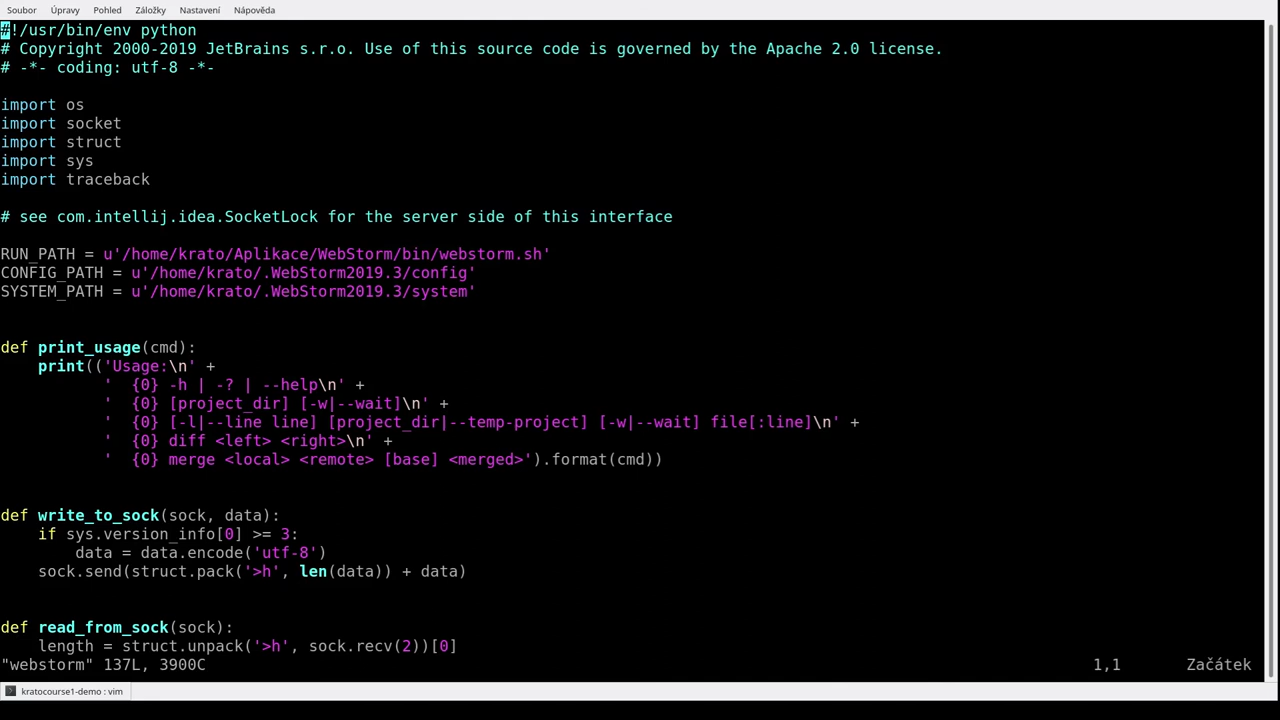 Soubor Úpravy Pohled Záložky Nastavení Nápověda
#!/usr/bin/env python
# Copyright 2000-2019 JetBrains s.r.o. Use of this source code is governed by the Apache 2.0 license.
# -*- coding: utf-8 -*-

import os
import socket
import struct
import sys
import traceback

# see com.intellij.idea.SocketLock for the server side of this interface

RUN_PATH = u'/home/krato/Aplikace/WebStorm/bin/webstorm.sh'
CONFIG_PATH = u'/home/krato/.WebStorm2019.3/config'
SYSTEM_PATH = u'/home/krato/.WebStorm2019.3/system'


def print_usage(cmd):
    print(('Usage:\n' +
           '  {0} -h | -? | --help\n' +
           '  {0} [project_dir] [-w|--wait]\n' +
           '  {0} [-l|--line line] [project_dir|--temp-project] [-w|--wait] file[:line]\n' +
           '  {0} diff <left> <right>\n' +
           '  {0} merge <local> <remote> [base] <merged>').format(cmd))


def write_to_sock(sock, data):
    if sys.version_info[0] >= 3:
        data = data.encode('utf-8')
    sock.send(struct.pack('>h', len(data)) + data)


def read_from_sock(sock):
    length = struct.unpack('>h', sock.recv(2))[0]
"webstorm" 137L, 3900C 1,1 Začátek
kratocourse1-demo : vim